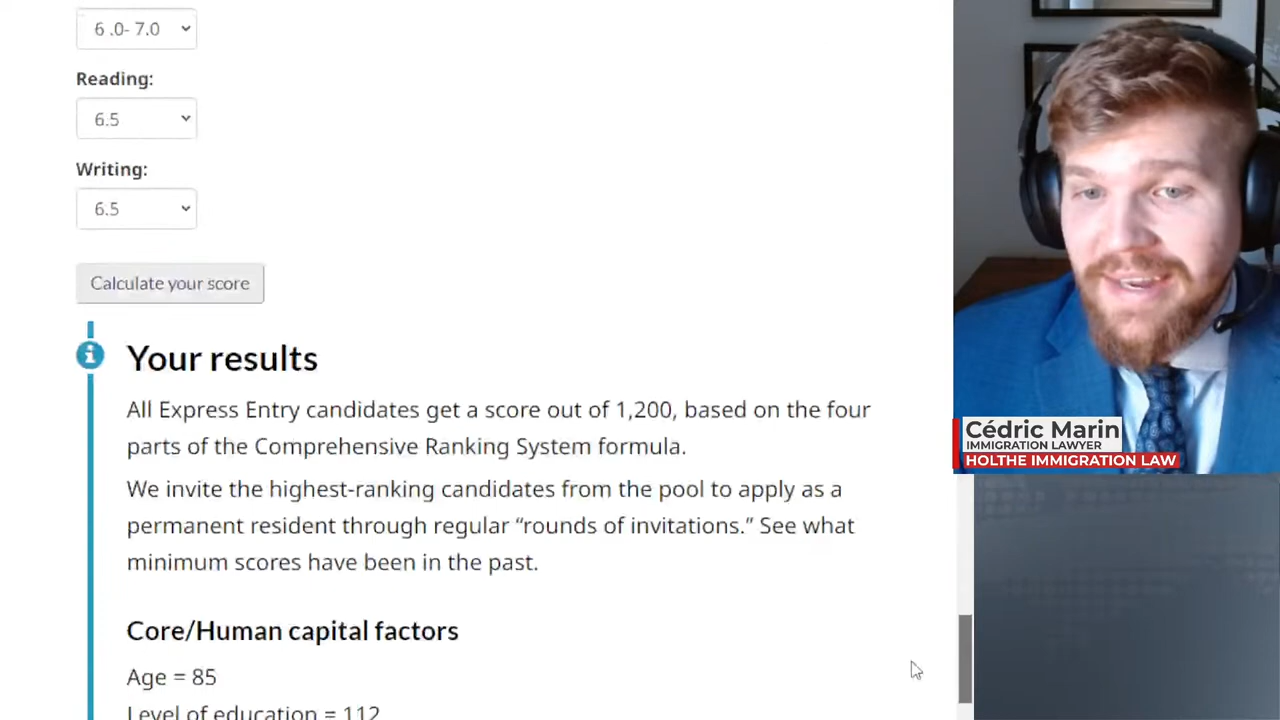 6 .0- 7.0
Reading:
6.5
Writing:
6.5
Calculate your score
Your results
All Express Entry candidates get a score out of 1,200, based on the four
parts of the Comprehensive Ranking System formula.
We invite the highest-ranking candidates from the pool to apply as a
permanent resident through regular “rounds of invitations.” See what
minimum scores have been in the past.
Core/Human capital factors
Age = 85
Level of education = 112
Cédric Marin
IMMIGRATION LAWYER
HOLTHE IMMIGRATION LAW